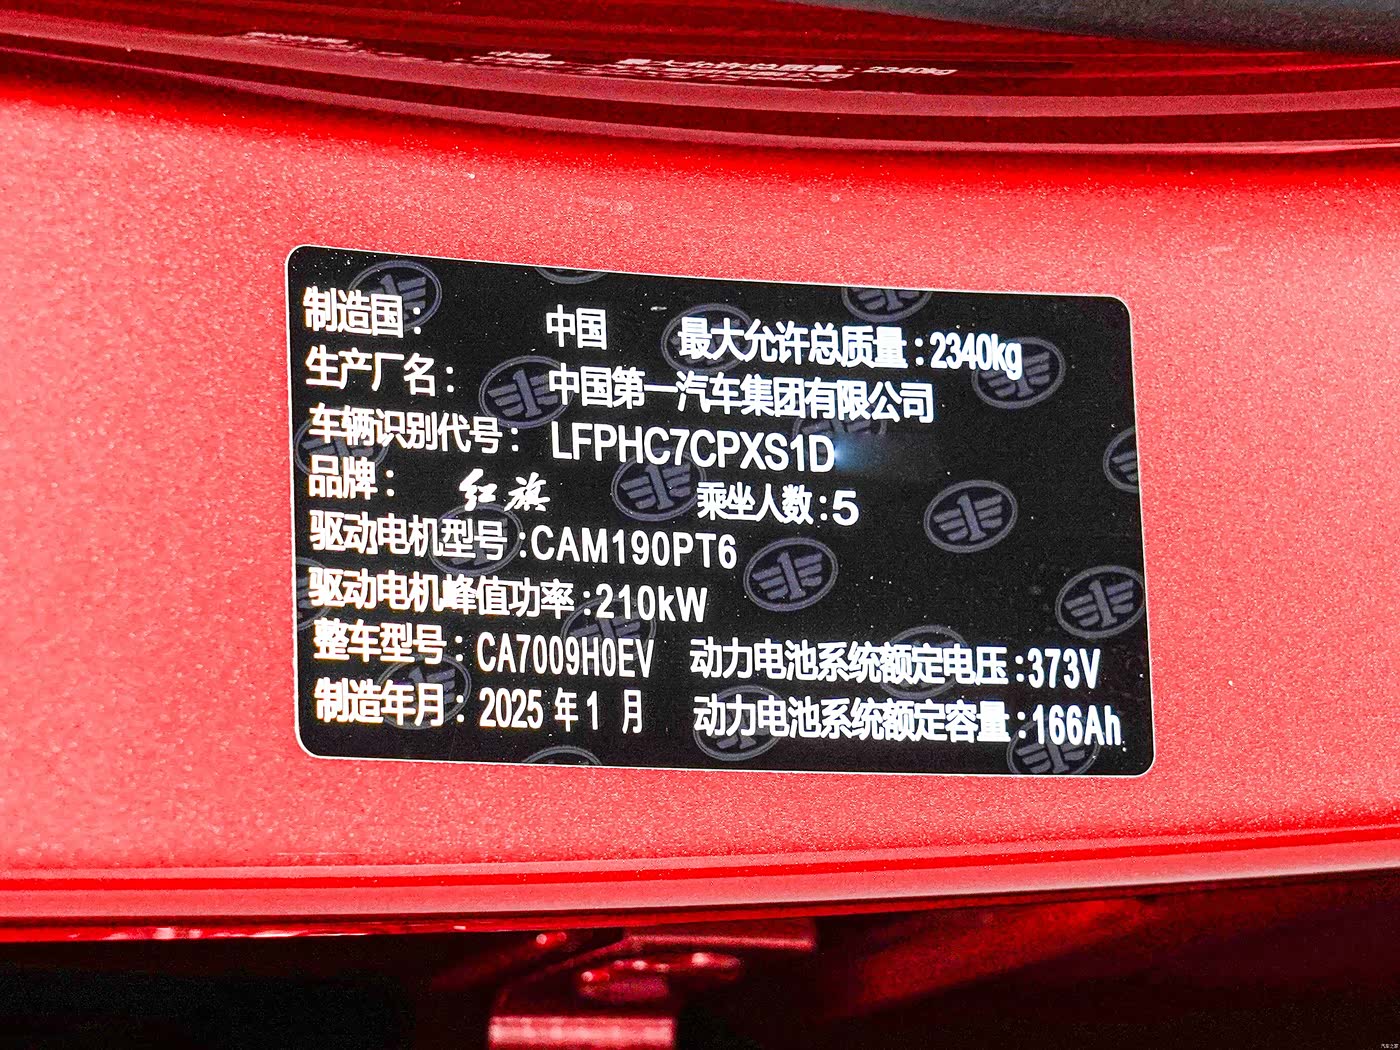 制造国： 中国 最大允许总质量：2340kg
生产厂名： 中国第一汽车集团有限公司
车辆识别代号： LFPHC7CPXS1D
品牌： 红旗 乘坐人数：5
驱动电机型号：CAM190PT6
驱动电机峰值功率：210kW
整车型号：CA7009H0EV 动力电池系统额定电压：373V
制造年月：2025年1月 动力电池系统额定容量：166Ah